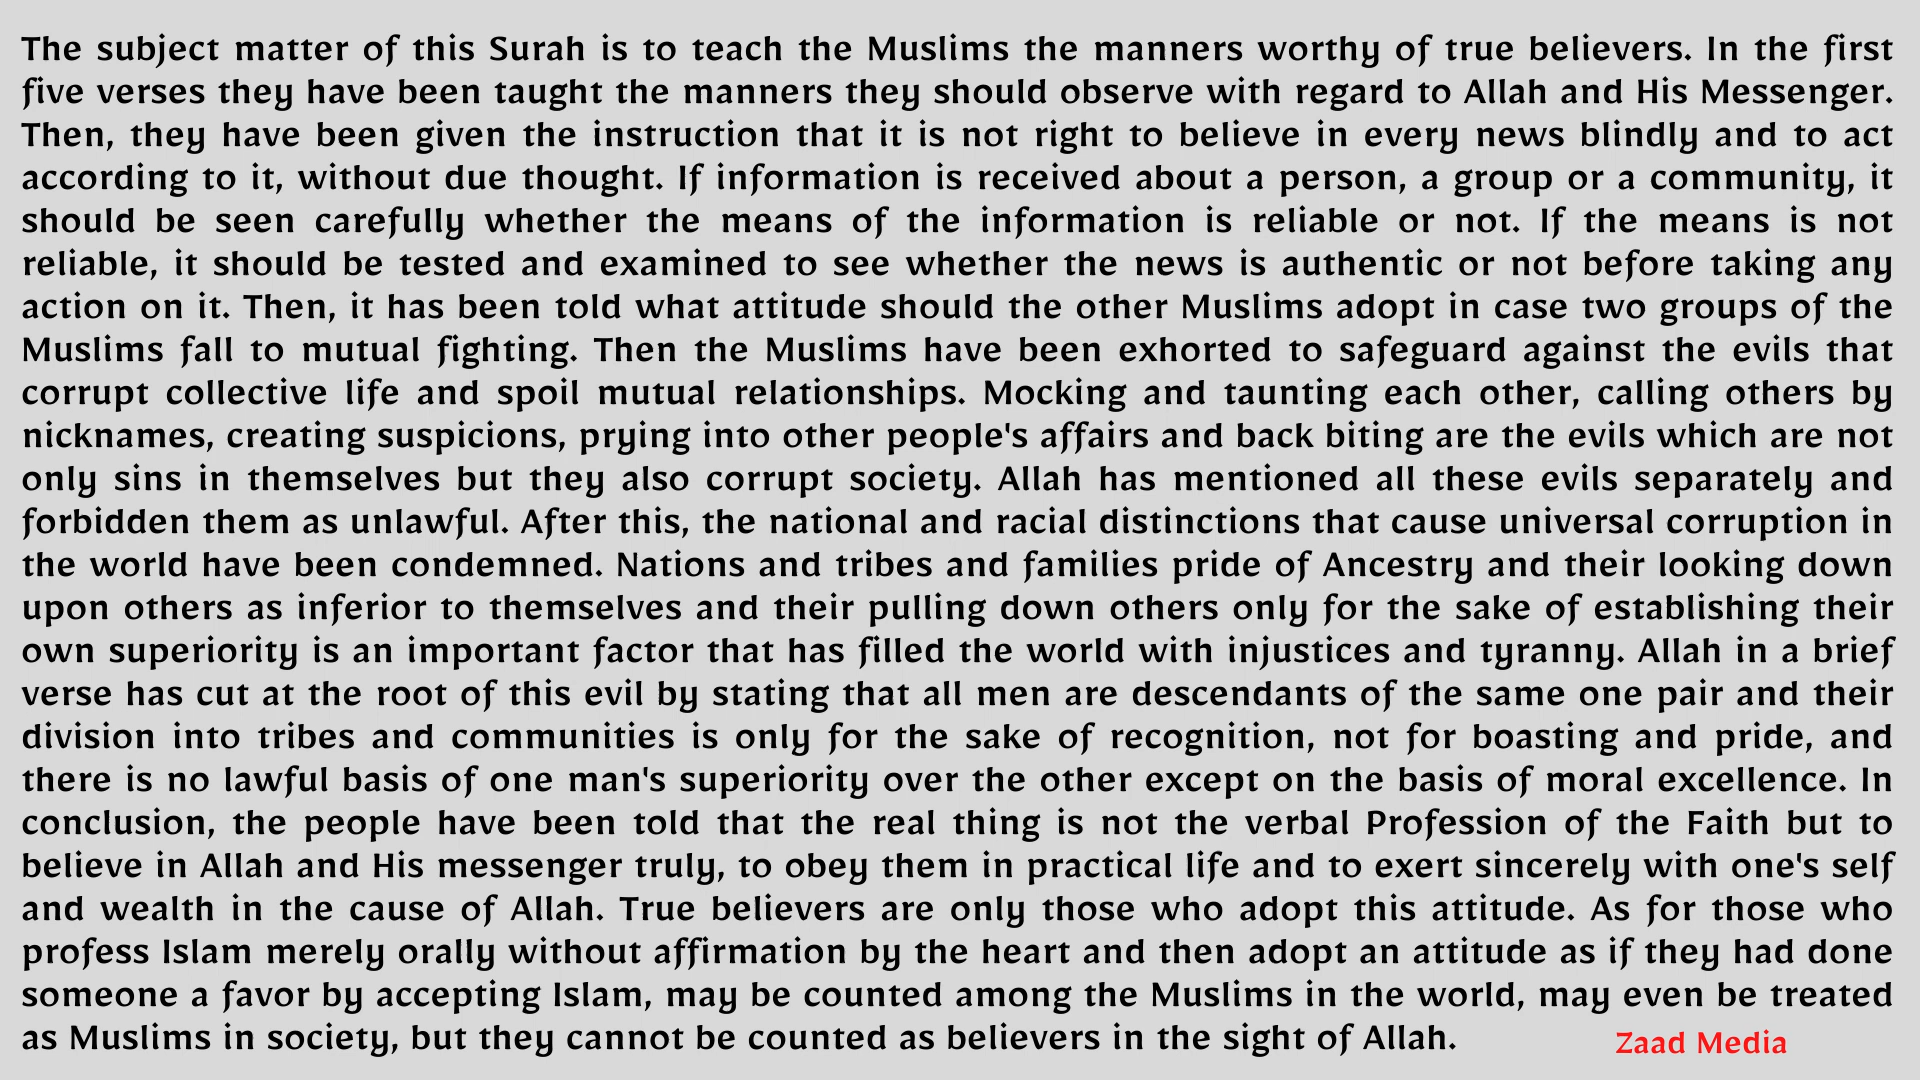 The subject matter of this Surah is to teach the Muslims the manners worthy of true believers. In the first
five verses they have been taught the manners they should observe with regard to Allah and His Messenger.
Then, they have been given the instruction that it is not right to believe in every news blindly and to act
according to it, without due thought. If information is received about a person, a group or a community, it
should be seen carefully whether the means of the information is reliable or not. If the means is not
reliable, it should be tested and examined to see whether the news is authentic or not before taking any
action on it. Then, it has been told what attitude should the other Muslims adopt in case two groups of the
Muslims fall to mutual fighting. Then the Muslims have been exhorted to safeguard against the evils that
corrupt collective life and spoil mutual relationships. Mocking and taunting each other, calling others by
nicknames, creating suspicions, prying into other people's affairs and back biting are the evils which are not
only sins in themselves but they also corrupt society. Allah has mentioned all these evils separately and
forbidden them as unlawful. After this, the national and racial distinctions that cause universal corruption in
the world have been condemned. Nations and tribes and families pride of Ancestry and their looking down
upon others as inferior to themselves and their pulling down others only for the sake of establishing their
own superiority is an important factor that has filled the world with injustices and tyranny. Allah in a brief
verse has cut at the root of this evil by stating that all men are descendants of the same one pair and their
division into tribes and communities is only for the sake of recognition, not for boasting and pride, and
there is no lawful basis of one man's superiority over the other except on the basis of moral excellence. In
conclusion, the people have been told that the real thing is not the verbal Profession of the Faith but to
believe in Allah and His messenger truly, to obey them in practical life and to exert sincerely with one's self
and wealth in the cause of Allah. True believers are only those who adopt this attitude. As for those who
profess Islam merely orally without affirmation by the heart and then adopt an attitude as if they had done
someone a favor by accepting Islam, may be counted among the Muslims in the world, may even be treated
as Muslims in society, but they cannot be counted as believers in the sight of Allah.
Zaad Media